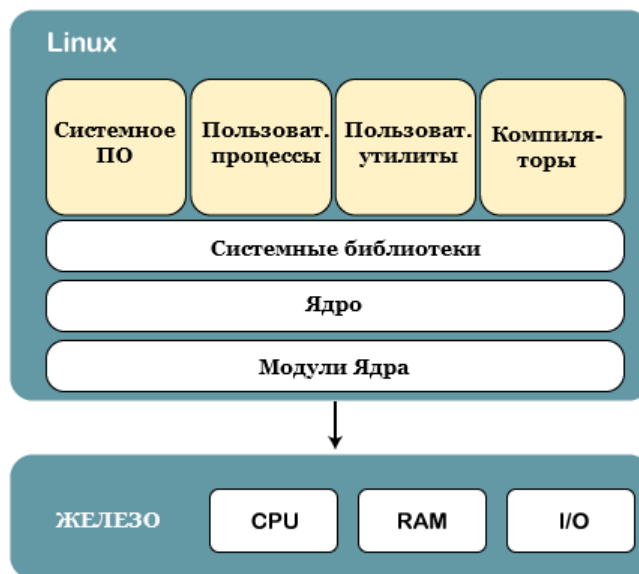 Linux
Системное
ПО
Пользоват.
процессы
Пользоват.
утилиты
Компиля-
торы
Системные библиотеки
Ядро
Модули Ядра
ЖЕЛЕЗО
CPU
RAM
I/O